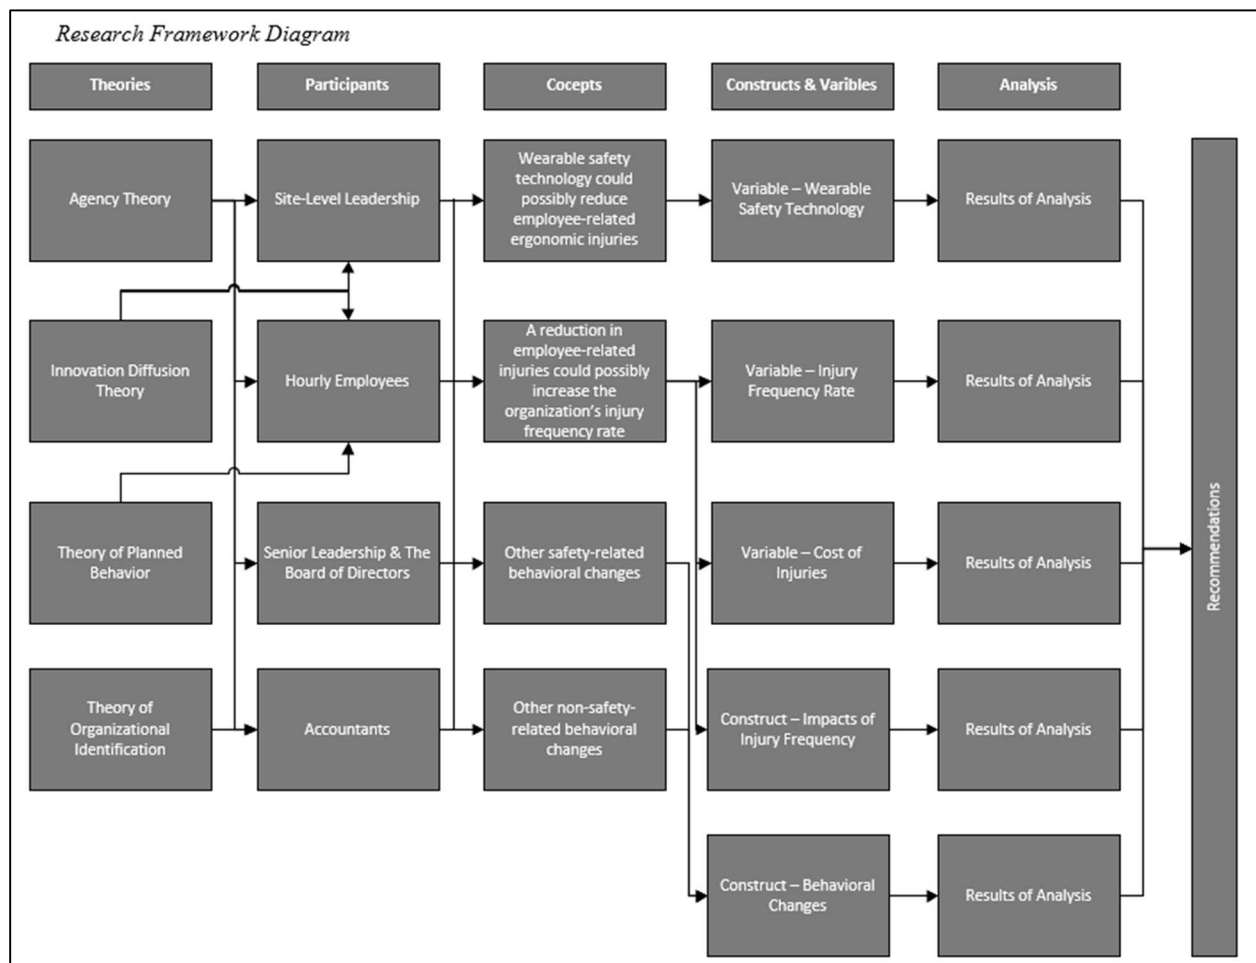 Research Framework Diagram
Theories
Participants
Cocepts
Constructs & Varibles
Analysis
Agency Theory
Site-Level Leadership
Wearable safety
technology could
possibly reduce
employee-related
ergonomic injuries
Variable – Wearable
Safety Technology
Results of Analysis
Innovation Diffusion
Theory
Hourly Employees
A reduction in
employee-related
injuries could possibly
increase the
organization's injury
frequency rate
Variable – Injury
Frequency Rate
Results of Analysis
Theory of Planned
Behavior
Senior Leadership & The
Board of Directors
Other safety-related
behavioral changes
Variable – Cost of
Injuries
Results of Analysis
Theory of
Organizational
Identification
Accountants
Other non-safety-
related behavioral
changes
Construct – Impacts of
Injury Frequency
Results of Analysis
Construct – Behavioral
Changes
Results of Analysis
Recommendations